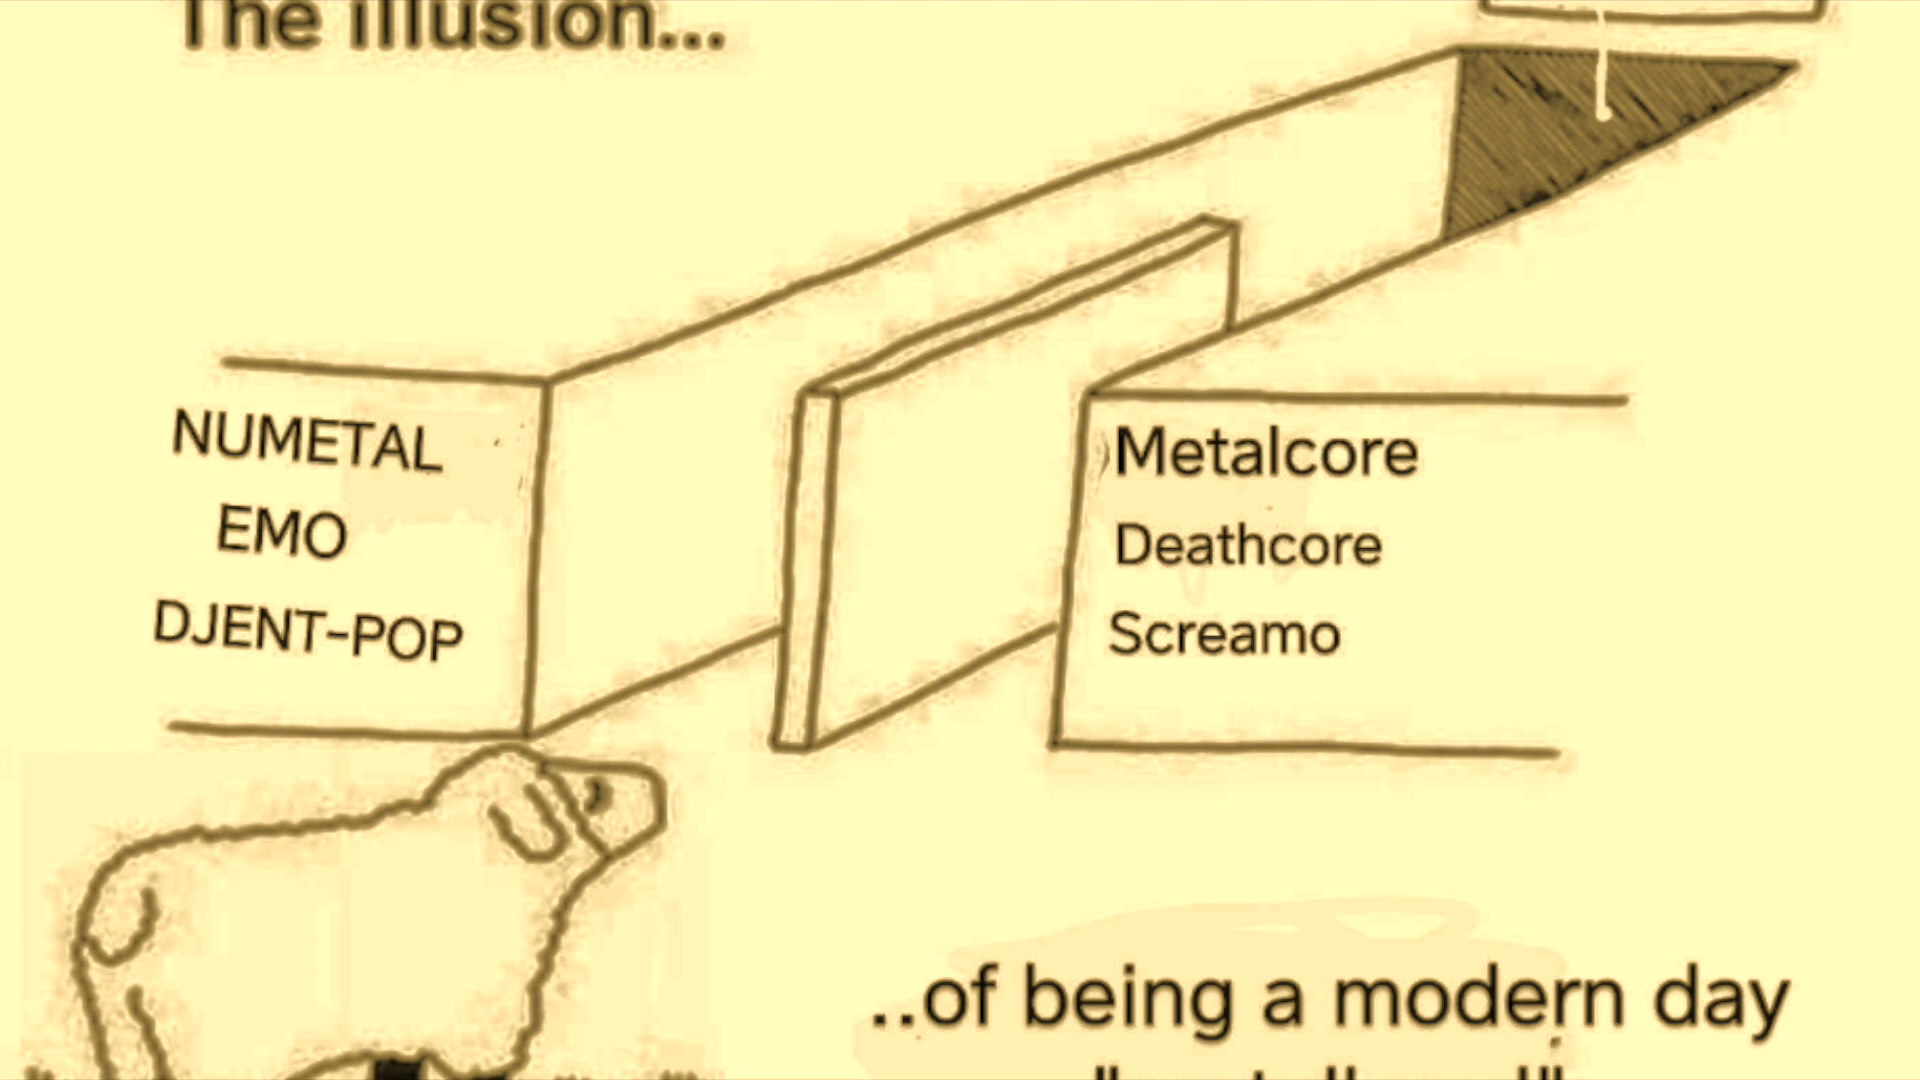 The illusion...
NUMETAL
EMO
DJENT-POP
Metalcore
Deathcore
Screamo
..of being a modern day